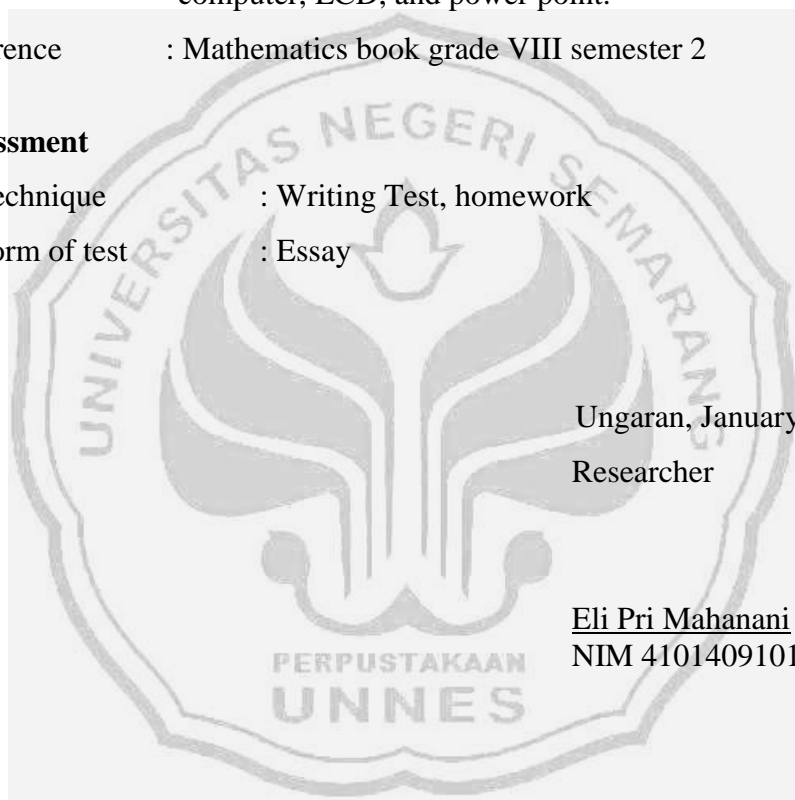 computer, LCD, and power point.
rence : Mathematics book grade VIII semester 2
ssment
echnique : Writing Test, homework
orm of test : Essay
Ungaran, January
Researcher
Eli Pri Mahanani
NIM 4101409101
UNIVERSITAS NEGERI SEMARANG
PERPUSTAKAAN
UNNES